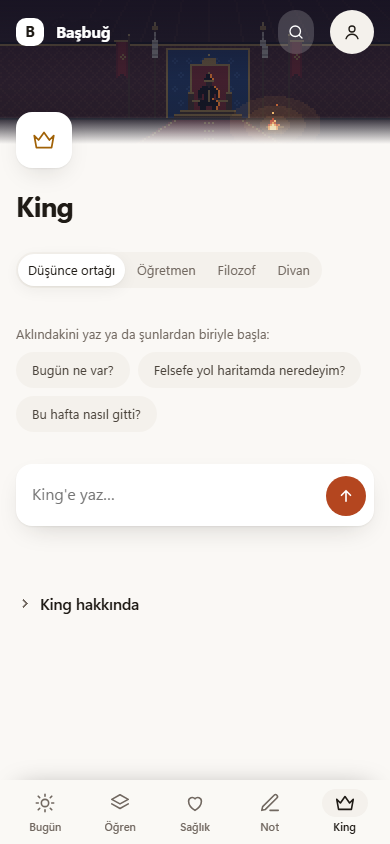 B Başbuğ
King
Düşünce ortağı Öğretmen Filozof Divan
Aklındakini yaz ya da şunlardan biriyle başla:
Bugün ne var? Felsefe yol haritamda neredeyim?
Bu hafta nasıl gitti?
King'e yaz...
King hakkında
Bugün Öğren Sağlık Not King